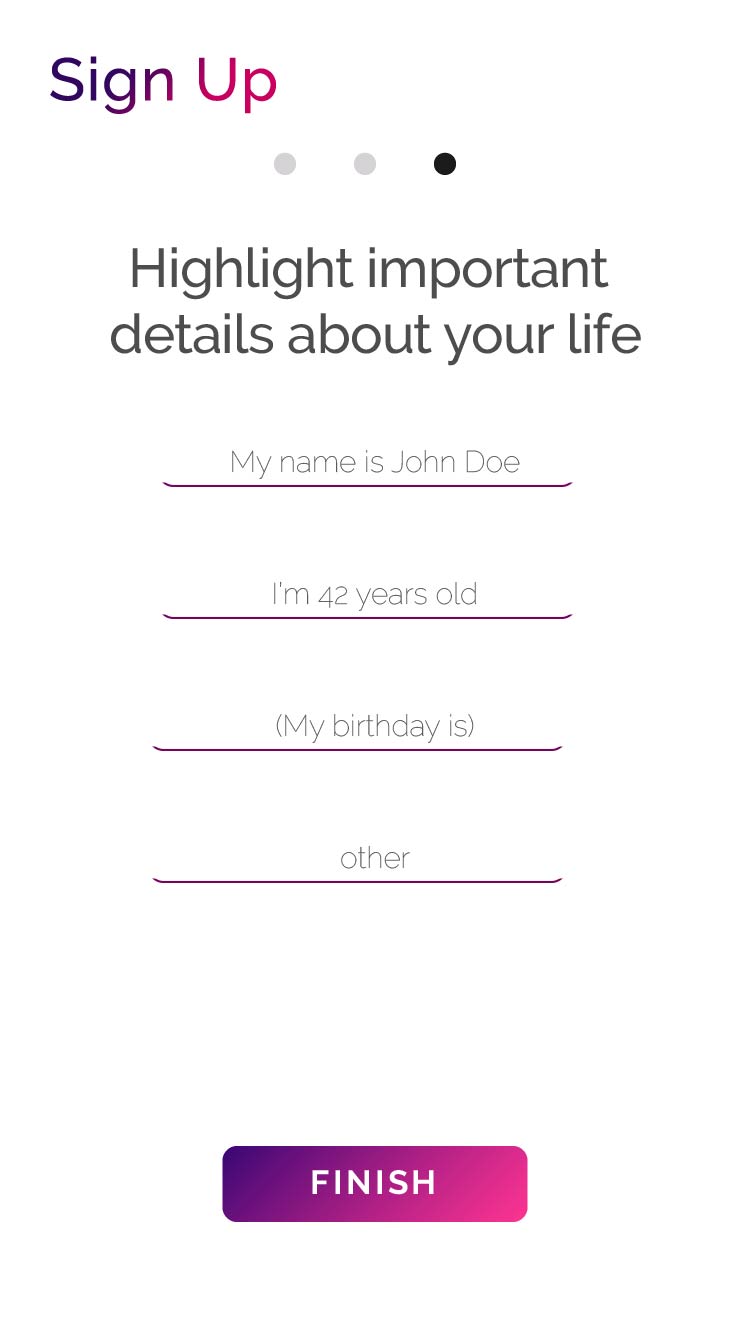 Sign Up
Highlight important
details about your life
My name is John Doe
I'm 42 years old
(My birthday is)
other
FINISH